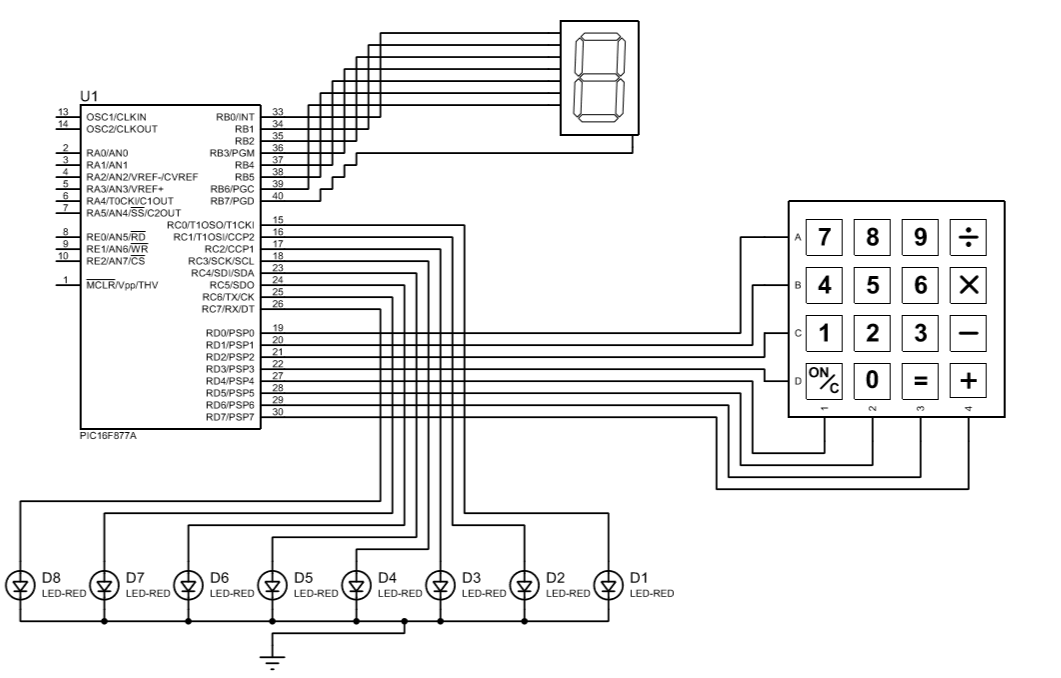 U1
13 OSC1/CLKIN RB0/INT 33
14 OSC2/CLKOUT RB1 34
RB2 35
2 RA0/AN0 RB3/PGM 36
3 RA1/AN1 RB4 37
4 RA2/AN2/VREF-/CVREF RB5 38
5 RA3/AN3/VREF+ RB6/PGC 39
6 RA4/T0CKI/C1OUT RB7/PGD 40
7 RA5/AN4/SS/C2OUT
RC0/T1OSO/T1CKI 15
8 RE0/AN5/RD RC1/T1OSI/CCP2 16
9 RE1/AN6/WR RC2/CCP1 17
10 RE2/AN7/CS RC3/SCK/SCL 18
RC4/SDI/SDA 23
1 MCLR/Vpp/THV RC5/SDO 24
RC6/TX/CK 25
RC7/RX/DT 26
RD0/PSP0 19
RD1/PSP1 20
RD2/PSP2 21
RD3/PSP3 22
RD4/PSP4 27
RD5/PSP5 28
RD6/PSP6 29
RD7/PSP7 30
PIC16F877A
A 7 8 9 ÷
B 4 5 6 ×
C 1 2 3 −
D ON/C 0 = +
1 2 3 4
D8 D7 D6 D5 D4 D3 D2 D1
LED-RED LED-RED LED-RED LED-RED LED-RED LED-RED LED-RED LED-RED